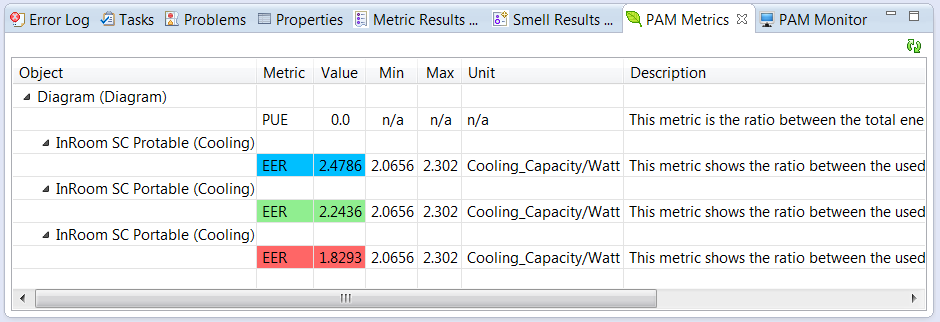 Error Log Tasks Problems Properties Metric Results ... Smell Results ... PAM Metrics PAM Monitor
Object Metric Value Min Max Unit Description
Diagram (Diagram)
PUE 0.0 n/a n/a n/a This metric is the ratio between the total ene
InRoom SC Protable (Cooling)
EER 2.4786 2.0656 2.302 Cooling_Capacity/Watt This metric shows the ratio between the used
InRoom SC Portable (Cooling)
EER 2.2436 2.0656 2.302 Cooling_Capacity/Watt This metric shows the ratio between the used
InRoom SC Portable (Cooling)
EER 1.8293 2.0656 2.302 Cooling_Capacity/Watt This metric shows the ratio between the used